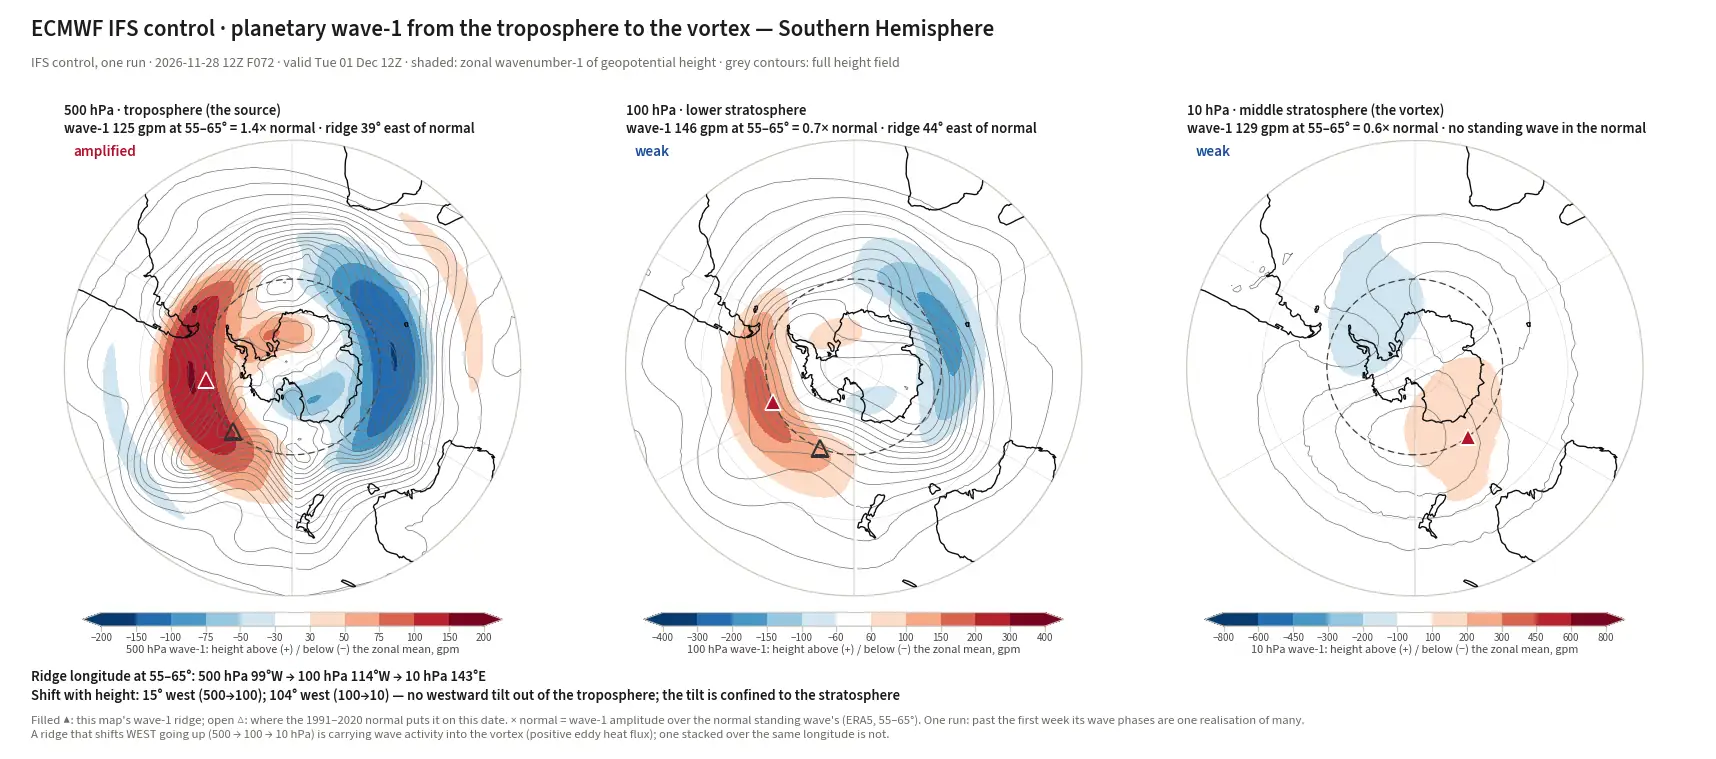 ECMWF IFS control · planetary wave-1 from the troposphere to the vortex — Southern Hemisphere
IFS control, one run · 2026-11-28 12Z F072 · valid Tue 01 Dec 12Z · shaded: zonal wavenumber-1 of geopotential height · grey contours: full height field
500 hPa · troposphere (the source)
wave-1 125 gpm at 55–65° = 1.4× normal · ridge 39° east of normal
amplified
100 hPa · lower stratosphere
wave-1 146 gpm at 55–65° = 0.7× normal · ridge 44° east of normal
weak
10 hPa · middle stratosphere (the vortex)
wave-1 129 gpm at 55–65° = 0.6× normal · no standing wave in the normal
weak
−200 −150 −100 −75 −50 −30 30 50 75 100 150 200
500 hPa wave-1: height above (+) / below (−) the zonal mean, gpm
−400 −300 −200 −150 −100 −60 60 100 150 200 300 400
100 hPa wave-1: height above (+) / below (−) the zonal mean, gpm
−800 −600 −450 −300 −200 −100 100 200 300 450 600 800
10 hPa wave-1: height above (+) / below (−) the zonal mean, gpm
Ridge longitude at 55–65°: 500 hPa 99°W → 100 hPa 114°W → 10 hPa 143°E
Shift with height: 15° west (500→100); 104° west (100→10) — no westward tilt out of the troposphere; the tilt is confined to the stratosphere
Filled ▲: this map's wave-1 ridge; open △: where the 1991–2020 normal puts it on this date. × normal = wave-1 amplitude over the normal standing wave's (ERA5, 55–65°). One run: past the first week its wave phases are one realisation of many.
A ridge that shifts WEST going up (500 → 100 → 10 hPa) is carrying wave activity into the vortex (positive eddy heat flux); one stacked over the same longitude is not.